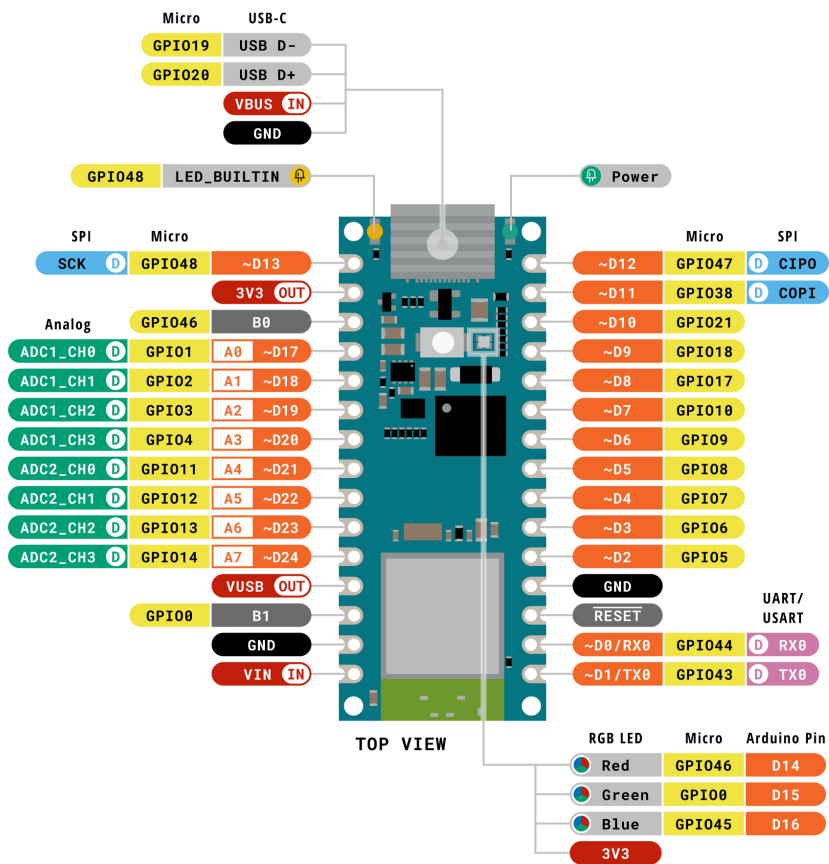 Micro USB-C
GPIO19 USB D-
GPIO20 USB D+
VBUS IN
GND
GPIO48 LED_BUILTIN
Power
SPI Micro
SCK D GPIO48 ~D13
3V3 OUT
GPIO46 B0
Analog
ADC1_CH0 D GPIO1 A0 ~D17
ADC1_CH1 D GPIO2 A1 ~D18
ADC1_CH2 D GPIO3 A2 ~D19
ADC1_CH3 D GPIO4 A3 ~D20
ADC2_CH0 D GPIO11 A4 ~D21
ADC2_CH1 D GPIO12 A5 ~D22
ADC2_CH2 D GPIO13 A6 ~D23
ADC2_CH3 D GPIO14 A7 ~D24
VUSB OUT
GPIO0 B1
GND
VIN IN
Micro SPI
~D12 GPIO47 D CIPO
~D11 GPIO38 D COPI
~D10 GPIO21
~D9 GPIO18
~D8 GPIO17
~D7 GPIO10
~D6 GPIO9
~D5 GPIO8
~D4 GPIO7
~D3 GPIO6
~D2 GPIO5
GND
RESET
UART/
USART
~D0/RX0 GPIO44 D RX0
~D1/TX0 GPIO43 D TX0
TOP VIEW
RGB LED Micro Arduino Pin
Red GPIO46 D14
Green GPIO0 D15
Blue GPIO45 D16
3V3